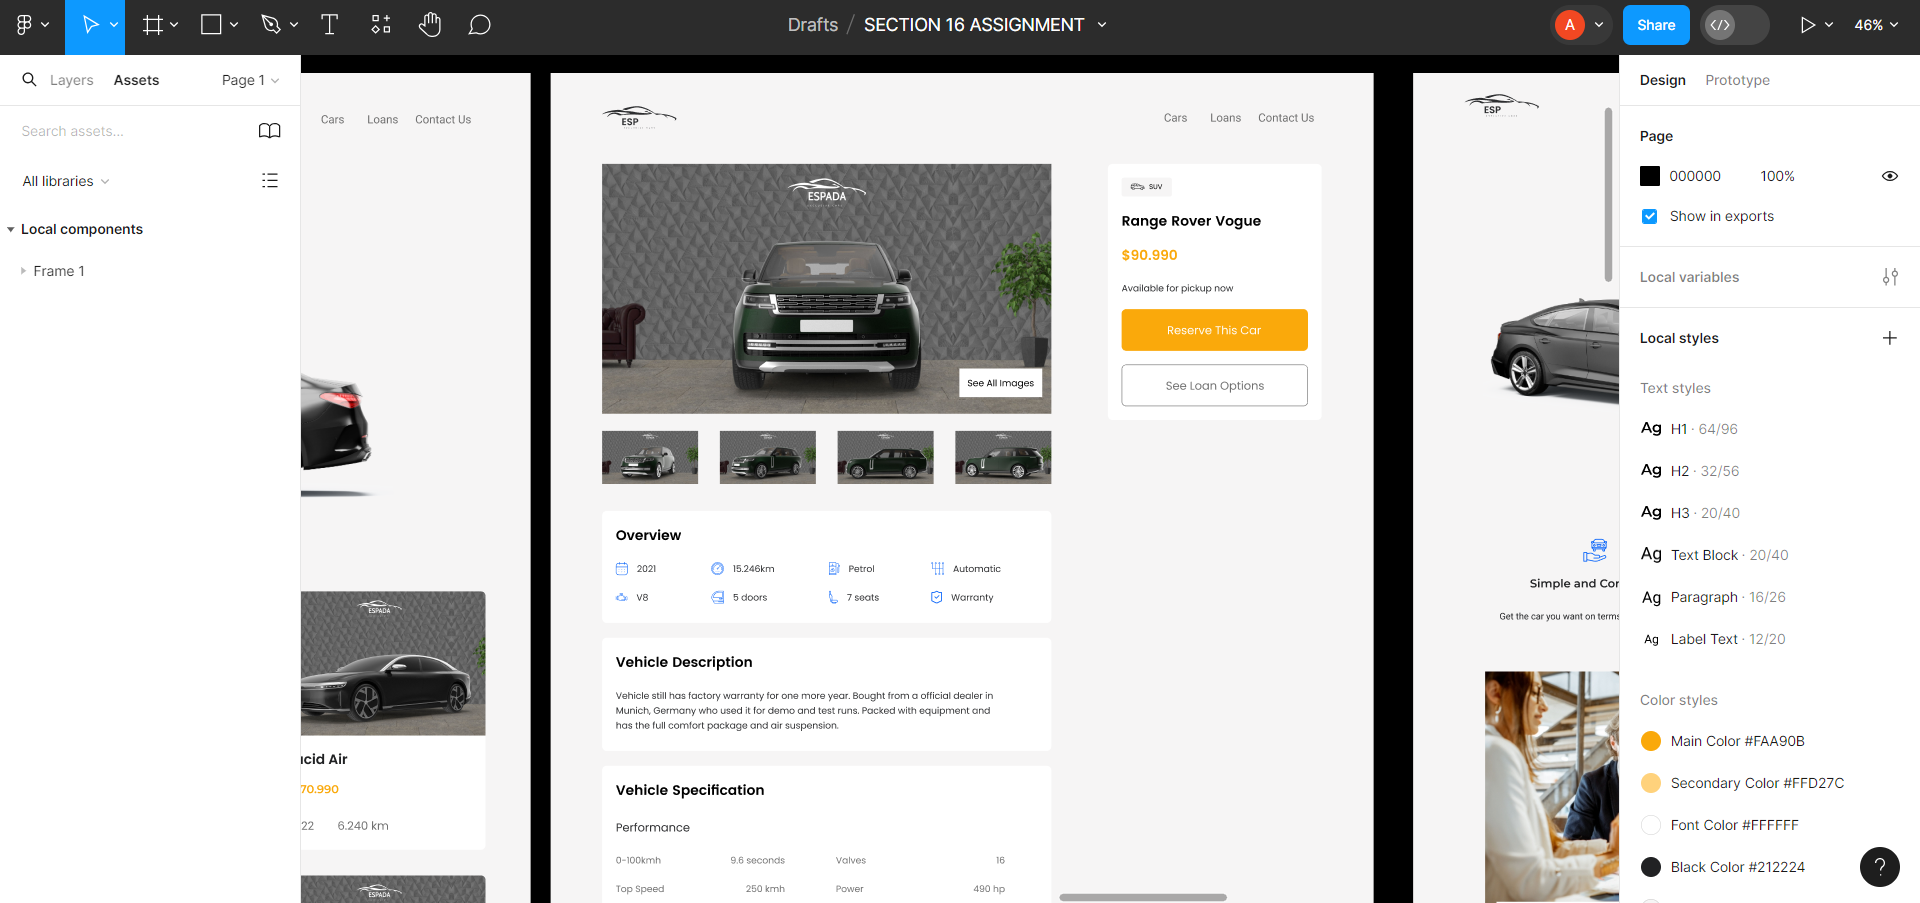 Drafts / SECTION 16 ASSIGNMENT
A
Share
46%
Layers
Assets
Page 1
Search assets...
All libraries
Local components
Frame 1
Cars
Loans
Contact Us
ucid Air
70.990
22
6.240 km
ESPADA
ESPADA
ESP
Cars
Loans
Contact Us
ESPADA
See All Images
SUV
Range Rover Vogue
$90.990
Available for pickup now
Reserve This Car
See Loan Options
Overview
2021
15.246km
Petrol
Automatic
V8
5 doors
7 seats
Warranty
Vehicle Description
Vehicle still has factory warranty for one more year. Bought from a official dealer in
Munich, Germany who used it for demo and test runs. Packed with equipment and
has the full comfort package and air suspension.
Vehicle Specification
Performance
0-100kmh
9.6 seconds
Valves
16
Top Speed
250 kmh
Power
490 hp
ESP
Simple and Cor
Get the car you want on terms
Design
Prototype
Page
000000
100%
Show in exports
Local variables
Local styles
Text styles
Ag H1 · 64/96
Ag H2 · 32/56
Ag H3 · 20/40
Ag Text Block · 20/40
Ag Paragraph · 16/26
Ag Label Text · 12/20
Color styles
Main Color #FAA90B
Secondary Color #FFD27C
Font Color #FFFFFF
Black Color #212224
?